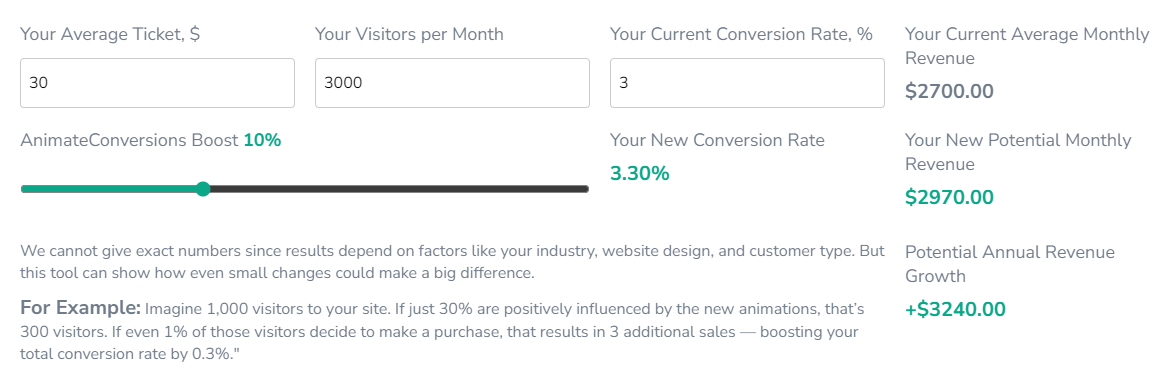 Your Average Ticket, $
30
Your Visitors per Month
3000
Your Current Conversion Rate, %
3
Your Current Average Monthly
Revenue
$2700.00
AnimateConversions Boost 10%
Your New Conversion Rate
3.30%
Your New Potential Monthly
Revenue
$2970.00
We cannot give exact numbers since results depend on factors like your industry, website design, and customer type. But
this tool can show how even small changes could make a big difference.
For Example: Imagine 1,000 visitors to your site. If just 30% are positively influenced by the new animations, that’s
300 visitors. If even 1% of those visitors decide to make a purchase, that results in 3 additional sales — boosting your
total conversion rate by 0.3%."
Potential Annual Revenue
Growth
+$3240.00